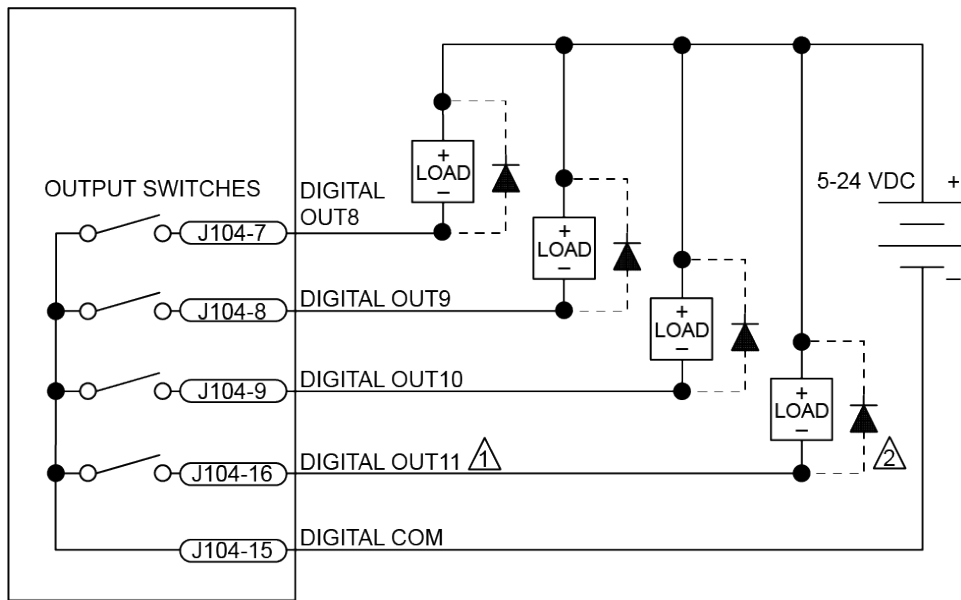 OUTPUT SWITCHES
DIGITAL
OUT8
J104-7
+
LOAD
–
5-24 VDC
+
–
J104-8
DIGITAL OUT9
+
LOAD
–
J104-9
DIGITAL OUT10
+
LOAD
–
J104-16
DIGITAL OUT11
1
+
LOAD
–
2
J104-15
DIGITAL COM